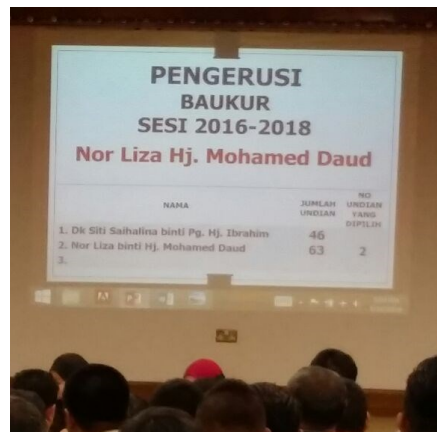 PENGERUSI
BAUKUR
SESI 2016-2018
Nor Liza Hj. Mohamed Daud
NAMA
JUMLAH UNDIAN
NO UNDIAN YANG DIPILIH
1. Dk Siti Saihalina binti Pg. Hj. Ibrahim 46
2. Nor Liza binti Hj. Mohamed Daud 63 2
3.